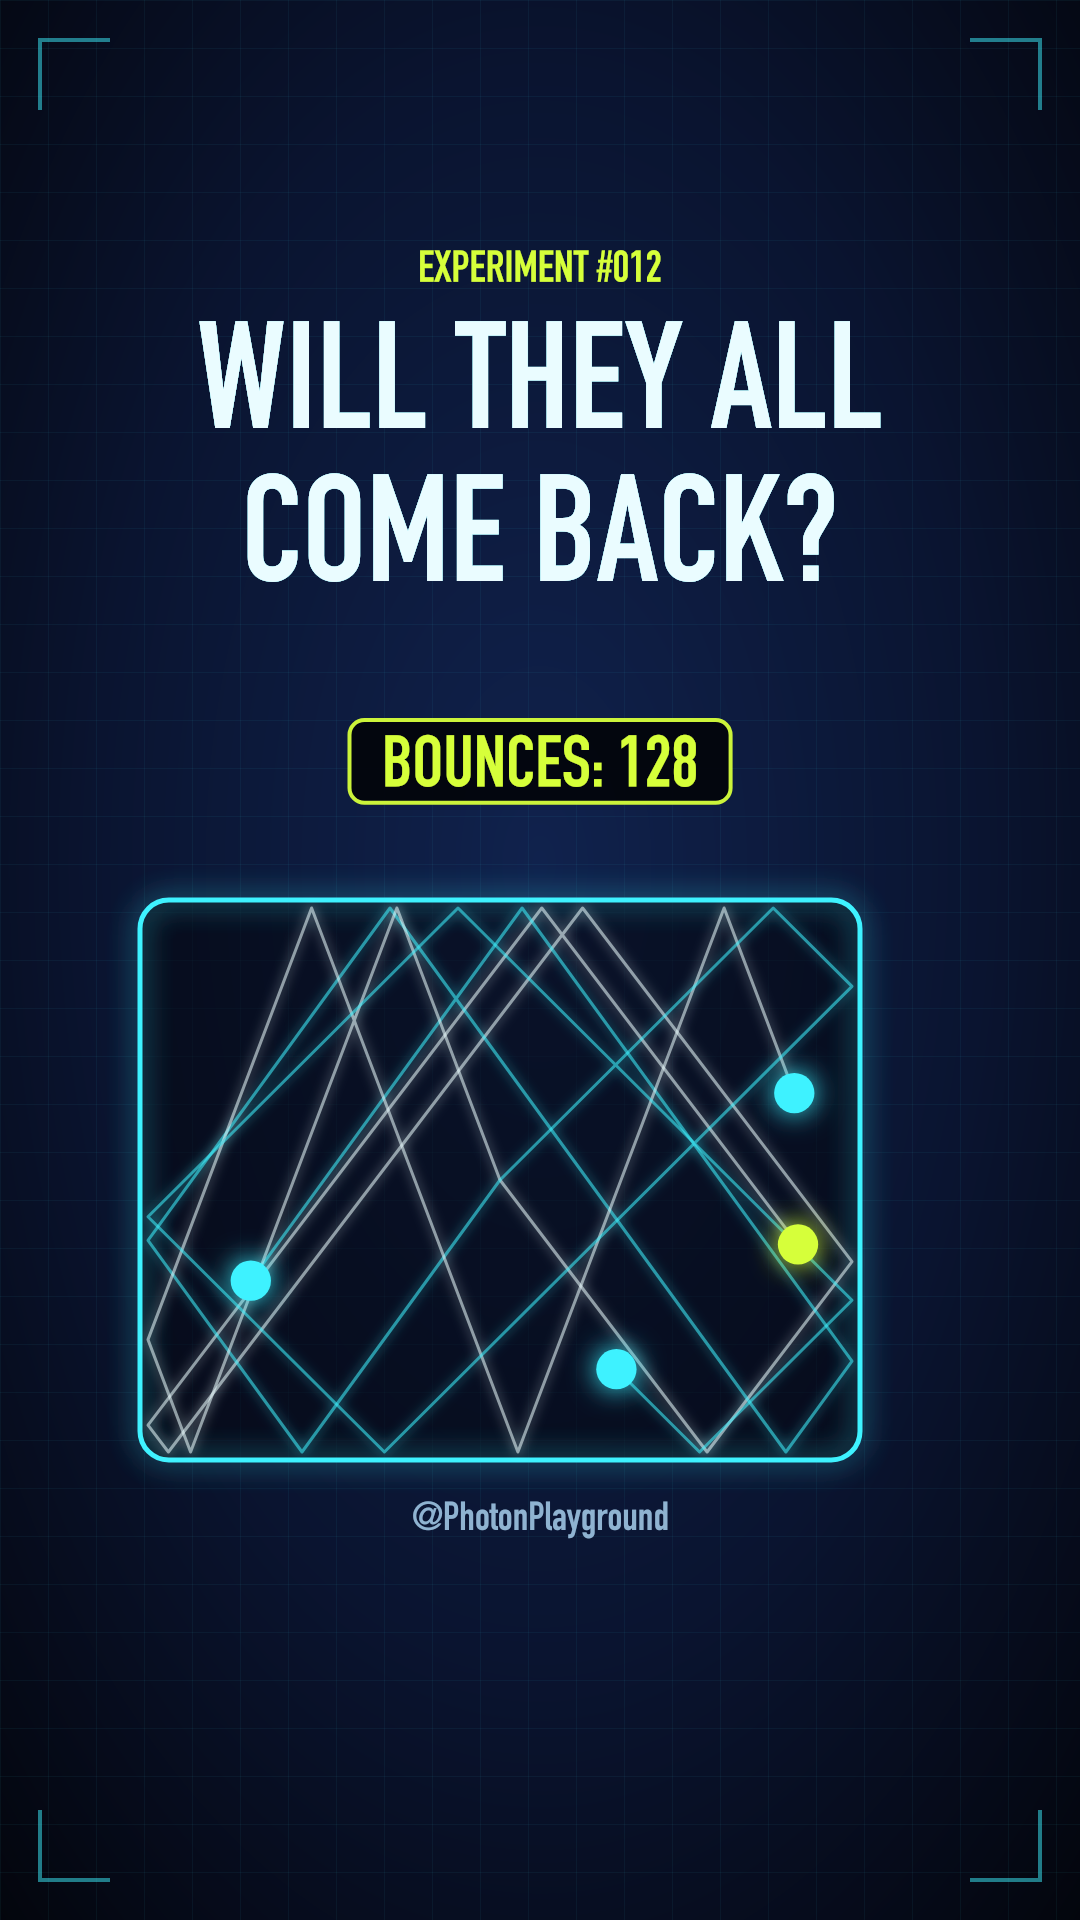 EXPERIMENT #012
WILL THEY ALL
COME BACK?
BOUNCES: 128
@PhotonPlayground